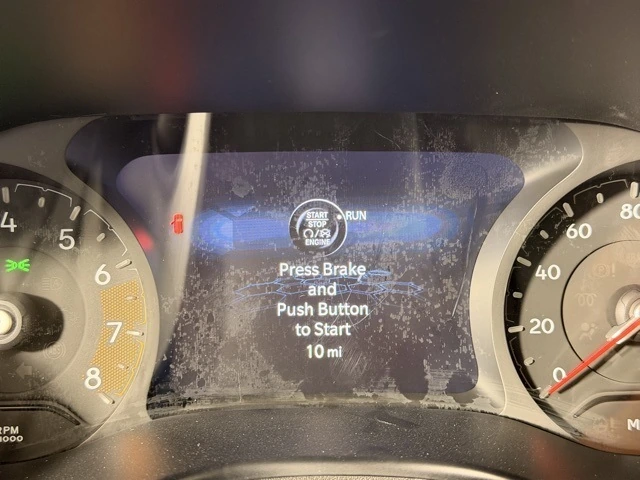 4
5
6
7
8
RPM
START
STOP
ENGINE
RUN
Press Brake
and
Push Button
to Start
10 mi
80
60
40
20
0